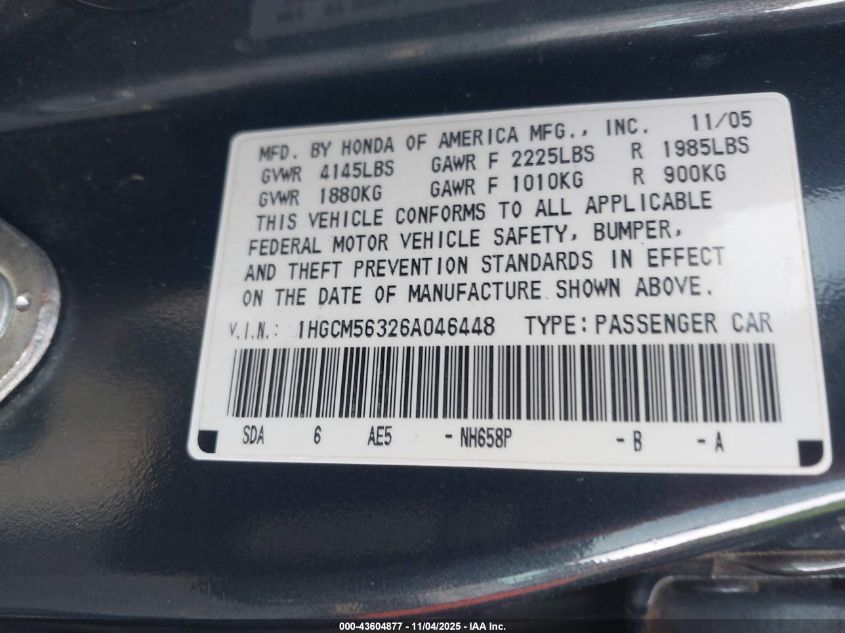 MFD. BY HONDA OF AMERICA MFG., INC. 11/05
GVWR 4145LBS GAWR F 2225LBS R 1985LBS
GVWR 1880KG GAWR F 1010KG R 900KG
THIS VEHICLE CONFORMS TO ALL APPLICABLE
FEDERAL MOTOR VEHICLE SAFETY, BUMPER,
AND THEFT PREVENTION STANDARDS IN EFFECT
ON THE DATE OF MANUFACTURE SHOWN ABOVE.
V.I.N.: 1HGCM56326A046448 TYPE: PASSENGER CAR
SDA 6 AE5 -NH658P -B -A
000-43604877 - 11/04/2025 - IAA Inc.